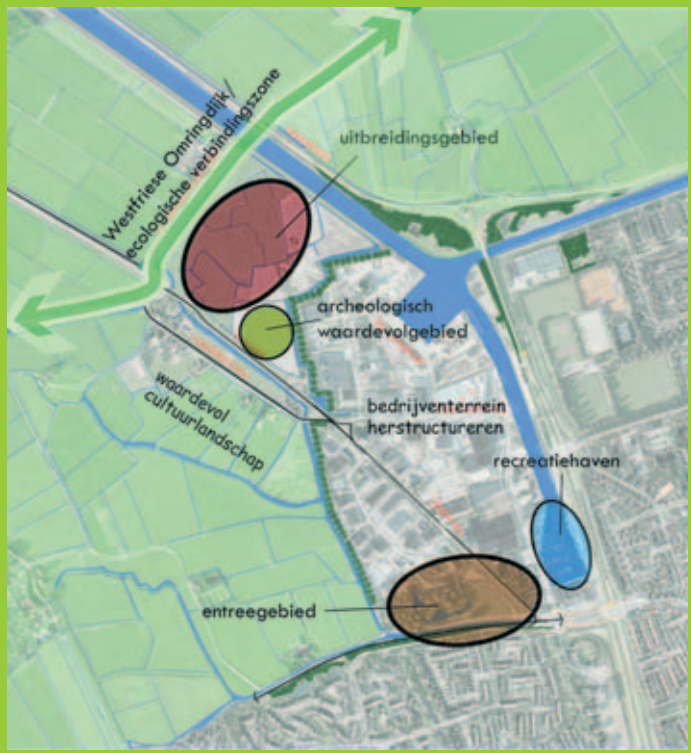 Westfriese Omringdijk/
ecologische verbindingszone
uitbreidingsgebied
archeologisch
waardevolgebied
waardevol
cultuurlandschap
bedrijventerrein
herstructureren
recreatiehaven
entreegebied